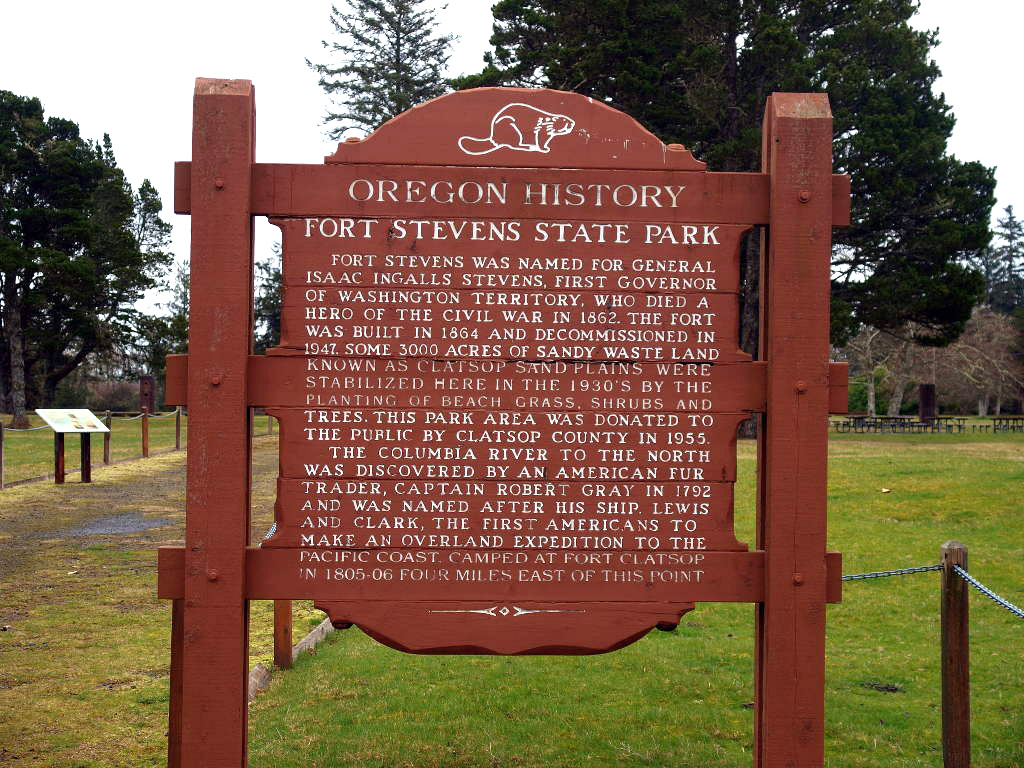 OREGON HISTORY
FORT STEVENS STATE PARK
FORT STEVENS WAS NAMED FOR GENERAL
ISAAC INGALLS STEVENS, FIRST GOVERNOR
OF WASHINGTON TERRITORY, WHO DIED A
HERO OF THE CIVIL WAR IN 1862. THE FORT
WAS BUILT IN 1864 AND DECOMMISSIONED IN
1947. SOME 3000 ACRES OF SANDY WASTE LAND
KNOWN AS CLATSOP SAND PLAINS WERE
STABILIZED HERE IN THE 1930'S BY THE
PLANTING OF BEACH GRASS, SHRUBS AND
TREES. THIS PARK AREA WAS DONATED TO
THE PUBLIC BY CLATSOP COUNTY IN 1955.
THE COLUMBIA RIVER TO THE NORTH
WAS DISCOVERED BY AN AMERICAN FUR
TRADER, CAPTAIN ROBERT GRAY IN 1792
AND WAS NAMED AFTER HIS SHIP. LEWIS
AND CLARK, THE FIRST AMERICANS TO
MAKE AN OVERLAND EXPEDITION TO THE
PACIFIC COAST, CAMPED AT FORT CLATSOP
IN 1805-06 FOUR MILES EAST OF THIS POINT